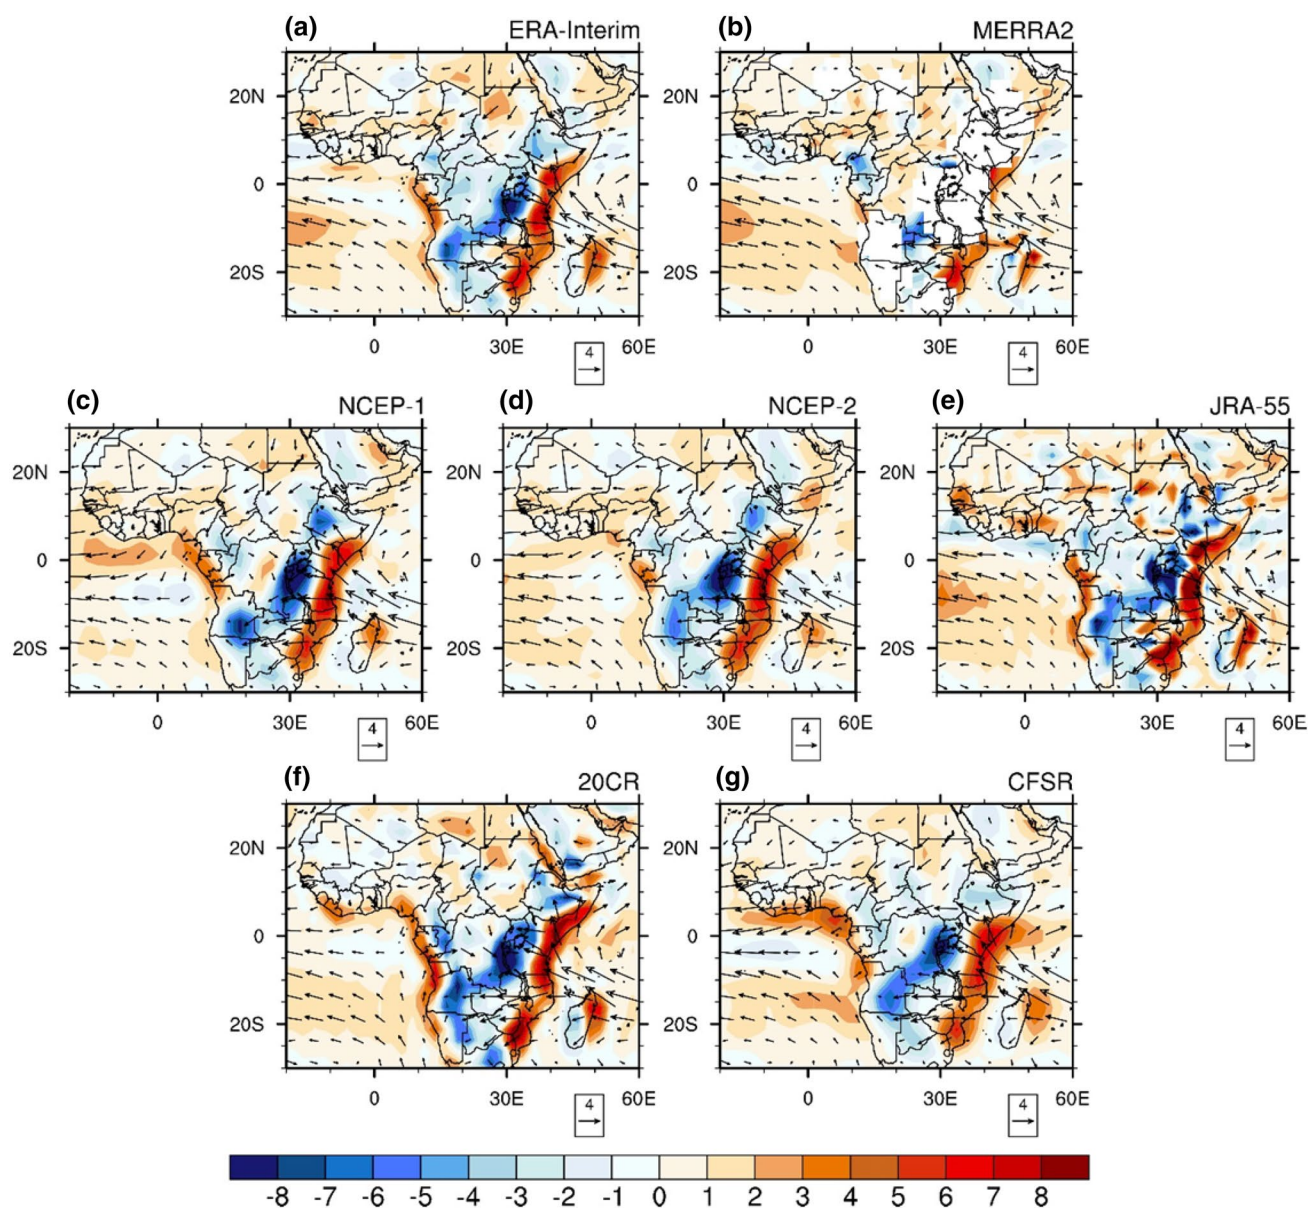 (a) ERA-Interim
(b) MERRA2
20N
0
20S
0 30E 60E
4
20N
0
20S
0 30E 60E
4
(c) NCEP-1
(d) NCEP-2
(e) JRA-55
20N
0
20S
0 30E 60E
4
20N
0
20S
0 30E 60E
4
20N
0
20S
0 30E 60E
4
(f) 20CR
(g) CFSR
20N
0
20S
0 30E 60E
4
20N
0
20S
0 30E 60E
4
-8 -7 -6 -5 -4 -3 -2 -1 0 1 2 3 4 5 6 7 8